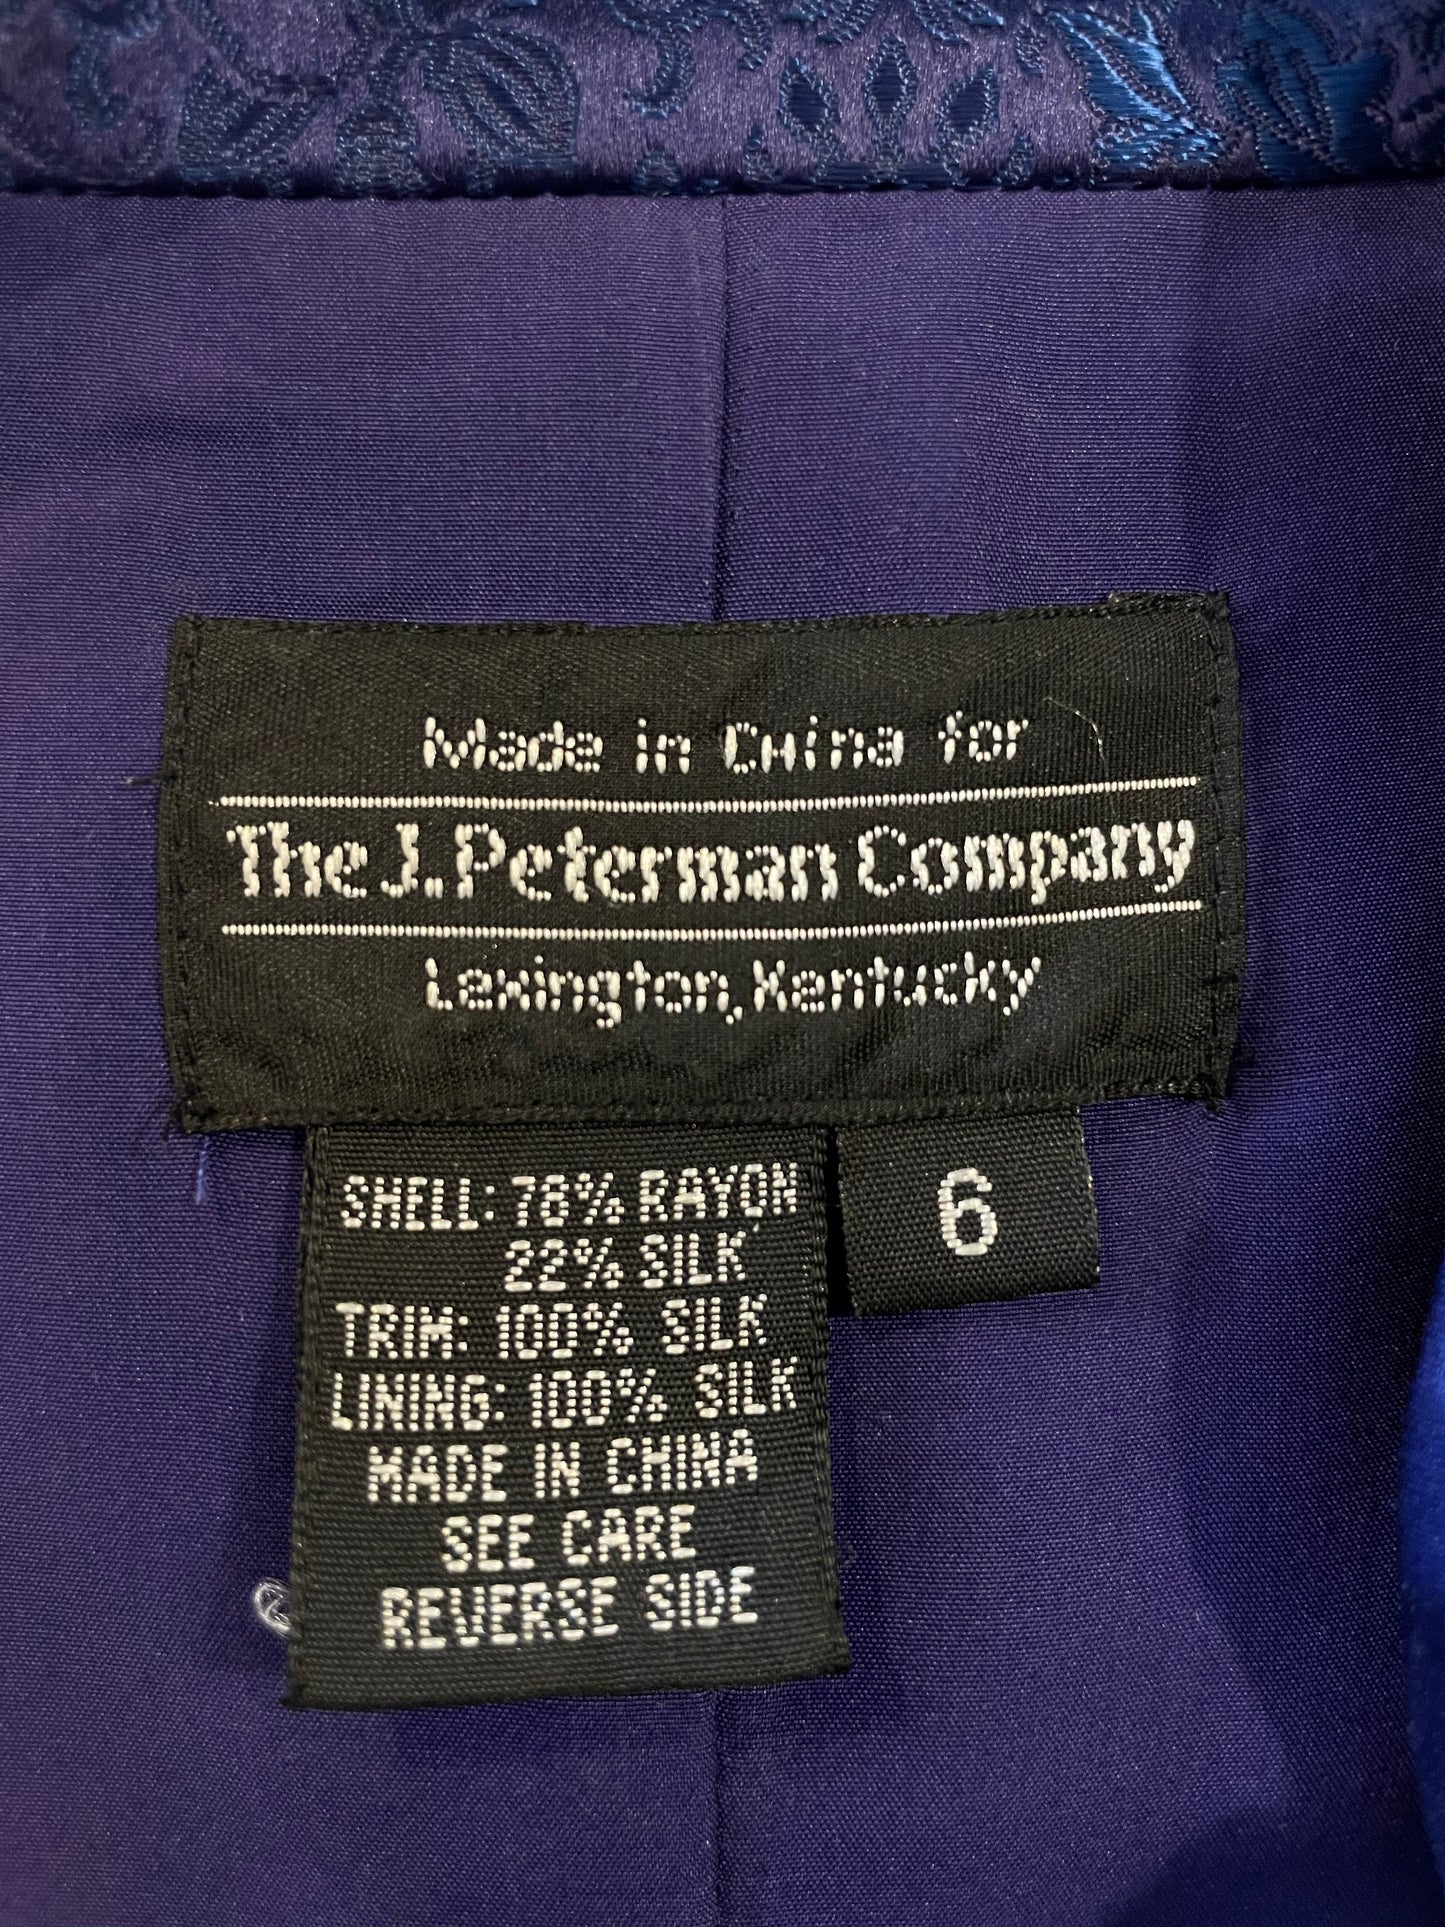 Made in China for
The J. Peterman Company
Lexington, Kentucky
SHELL: 78% RAYON
22% SILK
TRIM: 100% SILK
LINING: 100% SILK
MADE IN CHINA
SEE CARE
REVERSE SIDE
6